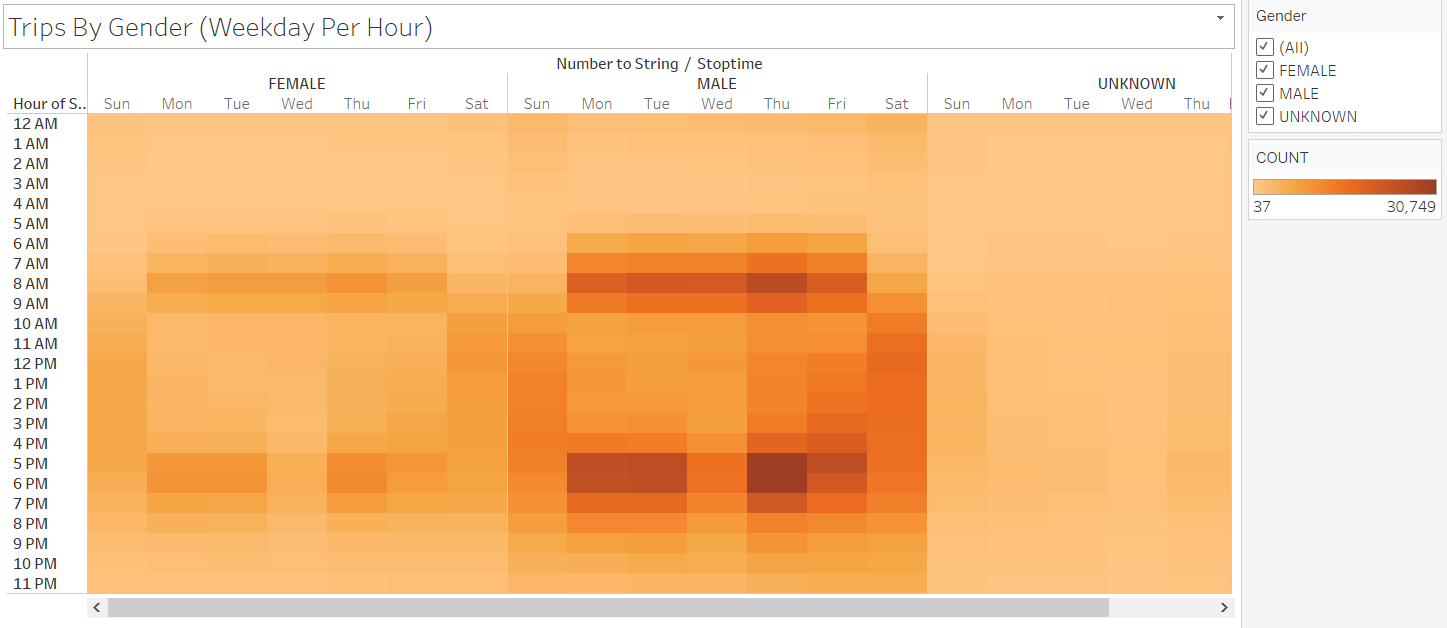 Trips By Gender (Weekday Per Hour)
Number to String / Stoptime
FEMALE MALE UNKNOWN
Hour of S.. Sun Mon Tue Wed Thu Fri Sat Sun Mon Tue Wed Thu Fri Sat Sun Mon Tue Wed Thu
12 AM
1 AM
2 AM
3 AM
4 AM
5 AM
6 AM
7 AM
8 AM
9 AM
10 AM
11 AM
12 PM
1 PM
2 PM
3 PM
4 PM
5 PM
6 PM
7 PM
8 PM
9 PM
10 PM
11 PM
Gender
(All)
FEMALE
MALE
UNKNOWN
COUNT
37 30,749